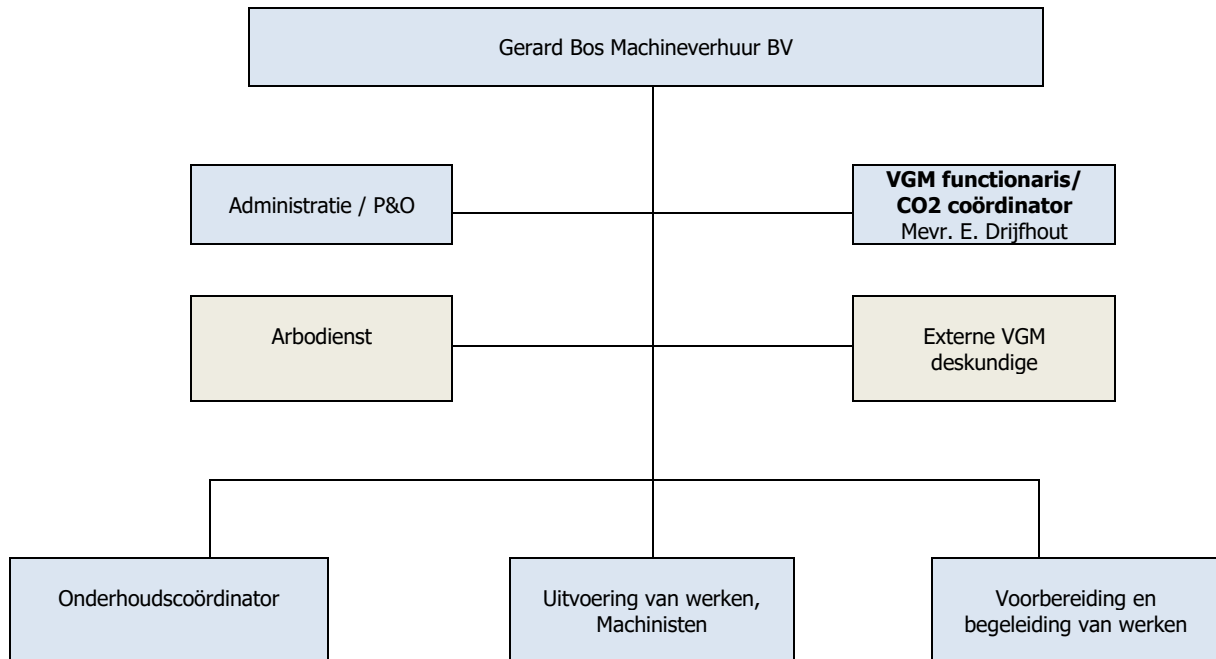 Gerard Bos Machineverhuur BV
Administratie / P&O
VGM functionaris/
CO2 coördinator
Mevr. E. Drijfhout
Arbodienst
Externe VGM
deskundige
Onderhoudscoördinator
Uitvoering van werken,
Machinisten
Voorbereiding en
begeleiding van werken